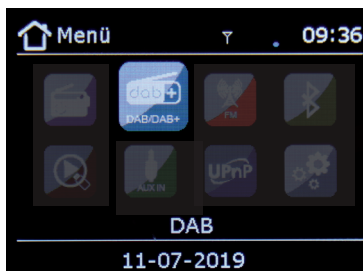 Menü 09:36
dab+
DAB/DAB+
FM
AUX IN
UPnP
DAB
11-07-2019